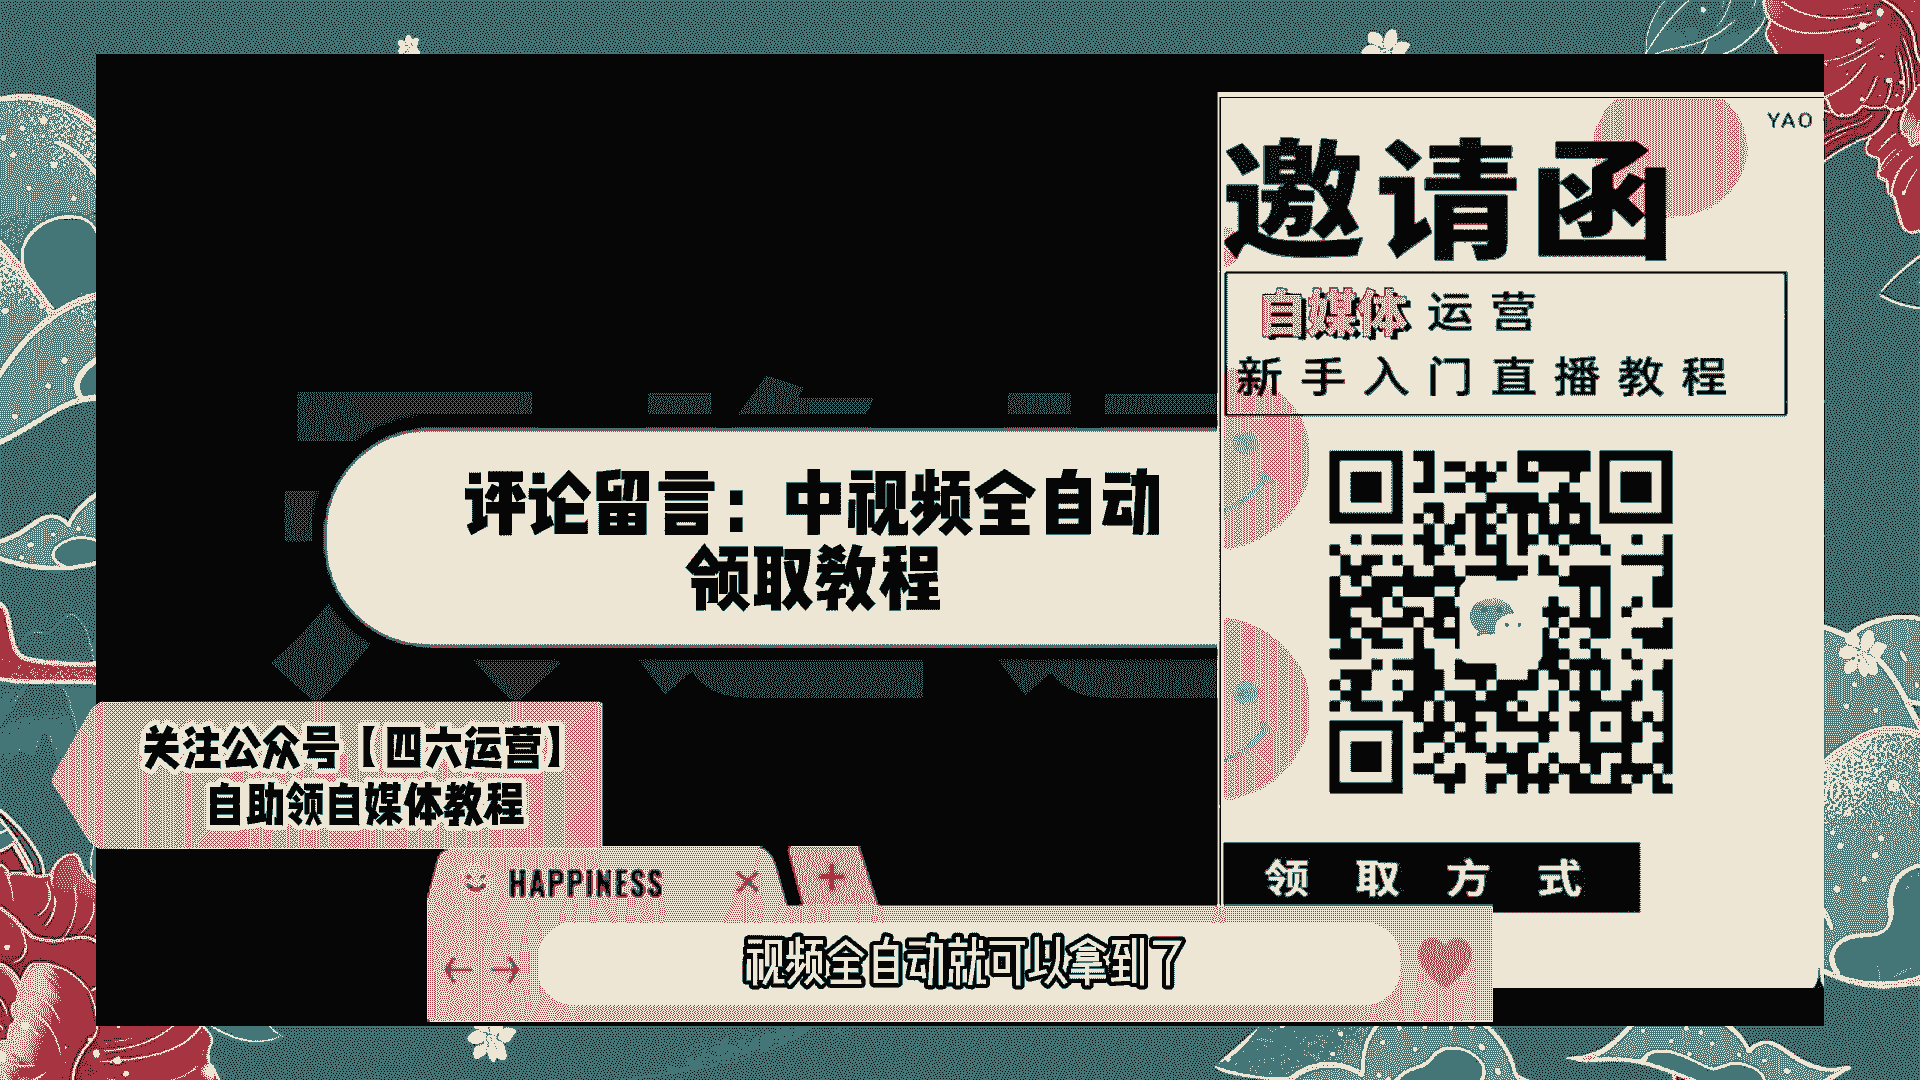 YAO
邀请函
自媒体运营
新手入门直播教程
评论留言：中视频全自动
领取教程
关注公众号【四六运营】
自助领自媒体教程
领取方式
HAPPINESS
视频全自动就可以拿到了